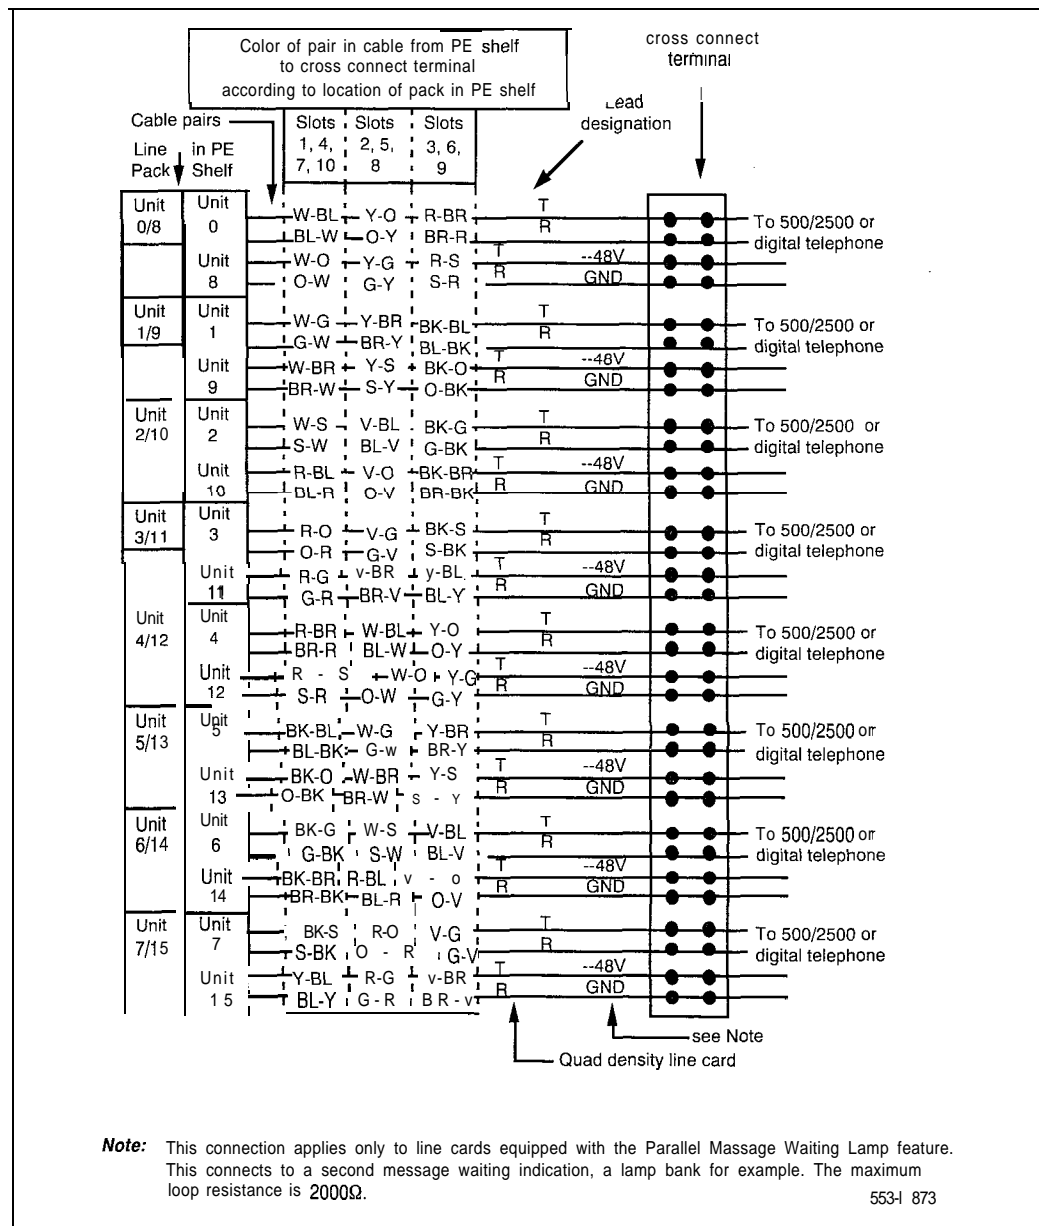 Color of pair in cable from PE shelf
to cross connect terminal
according to location of pack in PE shelf
cross connect
terminal
Lead
designation
Cable pairs
Line Pack
in PE Shelf
Slots 1, 4, 7, 10
Slots 2, 5, 8
Slots 3, 6, 9
Unit 0/8 Unit 0 W-BL Y-O R-BR T To 500/2500 or
BL-W O-Y BR-R R digital telephone
Unit 8 W-O Y-G R-S T --48V
O-W G-Y S-R R GND
Unit 1/9 Unit 1 W-G Y-BR BK-BL T To 500/2500 or
G-W BR-Y BL-BK R digital telephone
Unit 9 W-BR Y-S BK-O T --48V
BR-W S-Y O-BK R GND
Unit 2/10 Unit 2 W-S V-BL BK-G T To 500/2500 or
S-W BL-V G-BK R digital telephone
Unit 10 R-BL V-O BK-BR T --48V
BL-R O-V BR-BK R GND
Unit 3/11 Unit 3 R-O V-G BK-S T To 500/2500 or
O-R G-V S-BK R digital telephone
Unit 11 R-G v-BR y-BL T --48V
G-R BR-V BL-Y R GND
Unit 4/12 Unit 4 R-BR W-BL Y-O T To 500/2500 or
BR-R BL-W O-Y R digital telephone
Unit 12 R - S W-O Y-G T --48V
S-R O-W G-Y R GND
Unit 5/13 Unit 5 BK-BL W-G Y-BR T To 500/2500 or
BL-BK G-w BR-Y R digital telephone
Unit 13 BK-O W-BR Y-S T --48V
O-BK BR-W S - Y R GND
Unit 6/14 Unit 6 BK-G W-S V-BL T To 500/2500 or
G-BK S-W BL-V R digital telephone
Unit 14 BK-BR R-BL v - o T --48V
BR-BK BL-R O-V R GND
Unit 7/15 Unit 7 BK-S R-O V-G T To 500/2500 or
S-BK O - R G-V R digital telephone
Unit 15 Y-BL R-G v-BR T --48V
BL-Y G-R BR-v R GND
see Note
Quad density line card
Note: This connection applies only to line cards equipped with the Parallel Massage Waiting Lamp feature.
This connects to a second message waiting indication, a lamp bank for example. The maximum
loop resistance is 2000Ω.
553-I 873